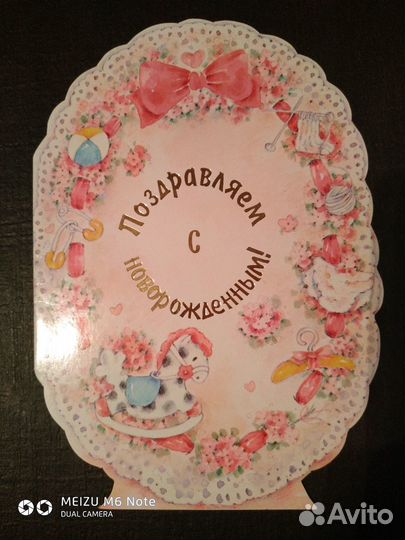 Поздравляем
с
новорожденным!
MEIZU M6 Note
DUAL CAMERA
Avito